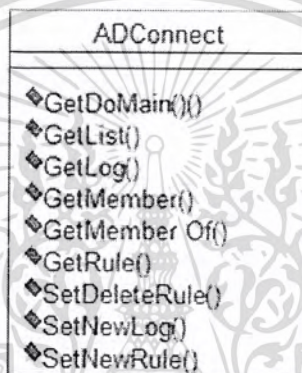 ADConnect
GetDoMain()()
GetList()
GetLog()
GetMember()
GetMember Of()
GetRule()
SetDeleteRule()
SetNewLog()
SetNewRule()